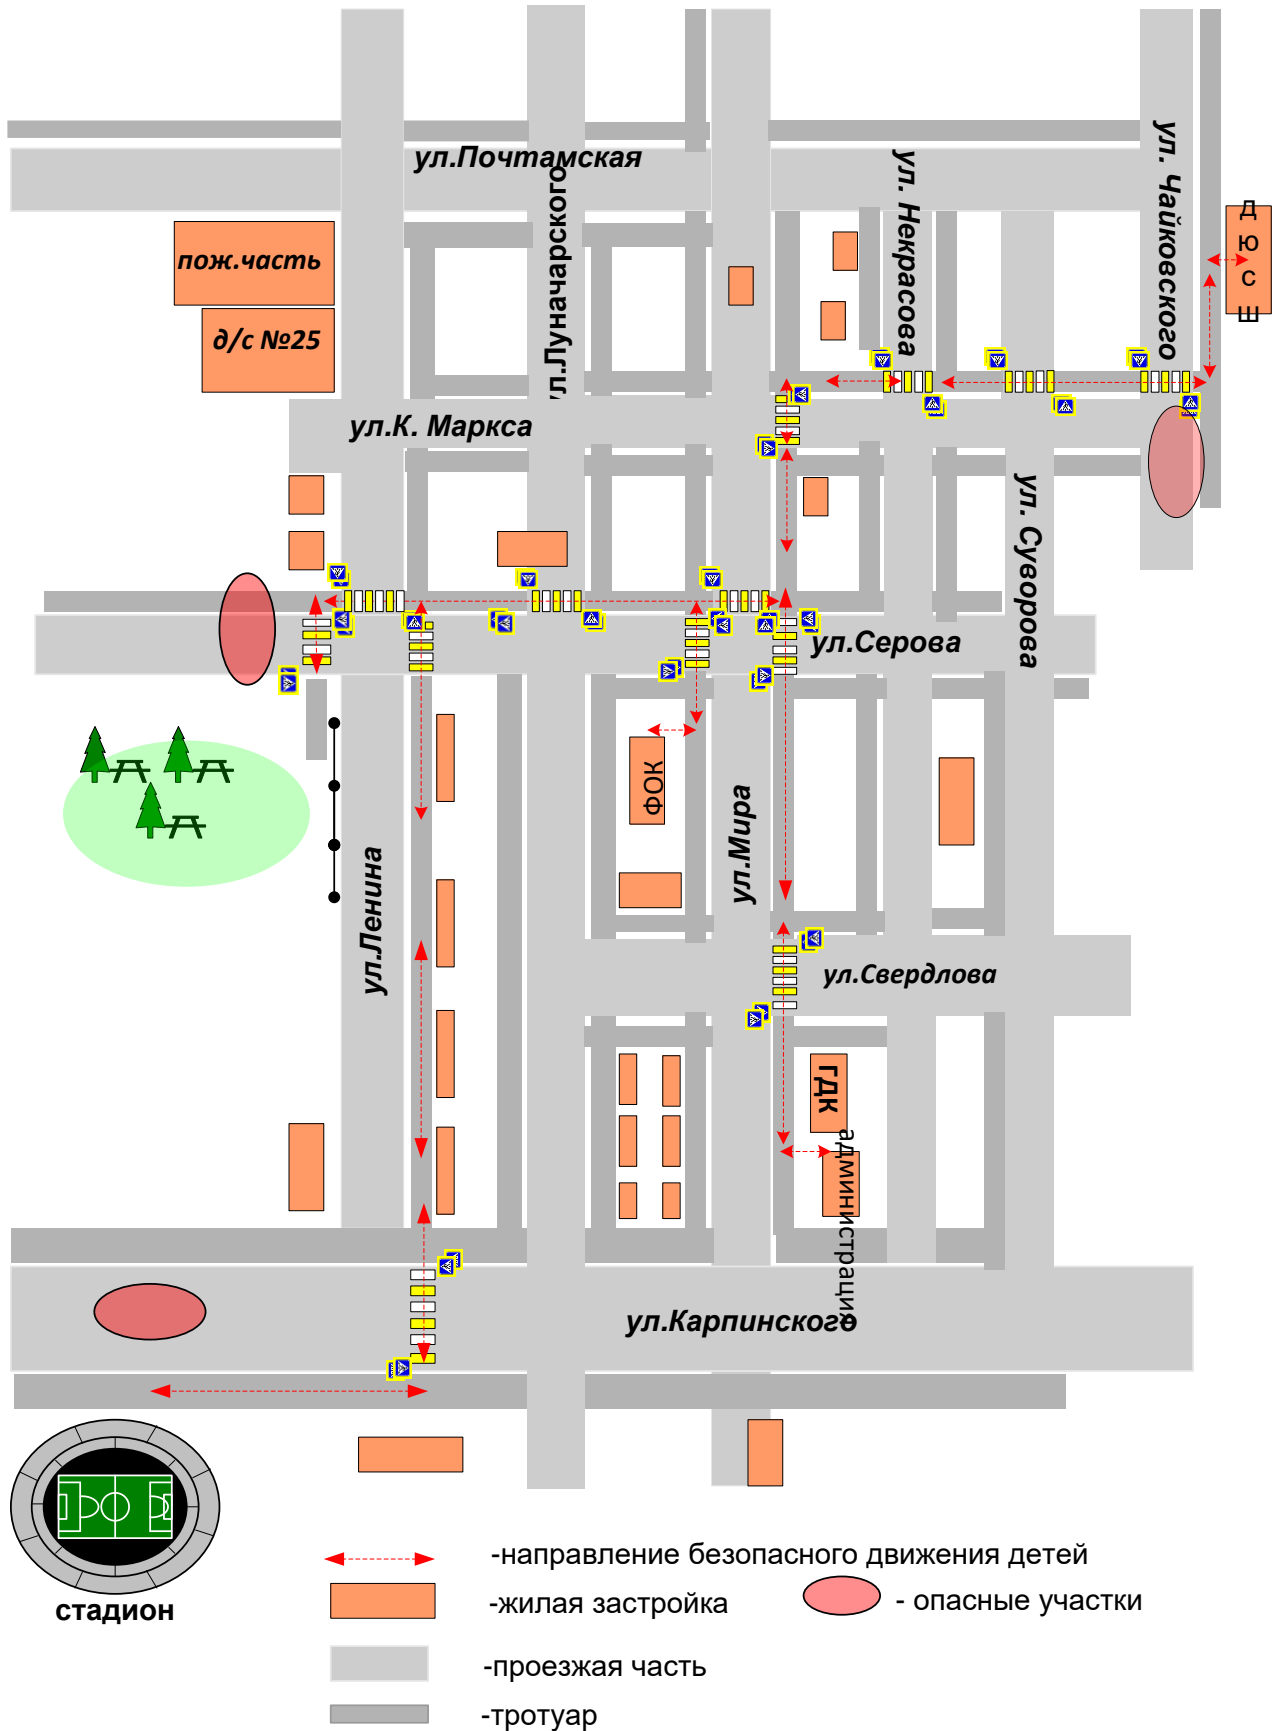 ул.Почтамская
ул.Луначарского
ул. Некрасова
ул. Чайковского
пож.часть
д/с №25
ДЮСШ
ул.К. Маркса
ул. Суворова
ул.Серова
ФОК
ул.Мира
ул.Ленина
ул.Свердлова
ГДК
администрация
ул.Карпинского
стадион
-направление безопасного движения детей
-жилая застройка
- опасные участки
-проезжая часть
-тротуар